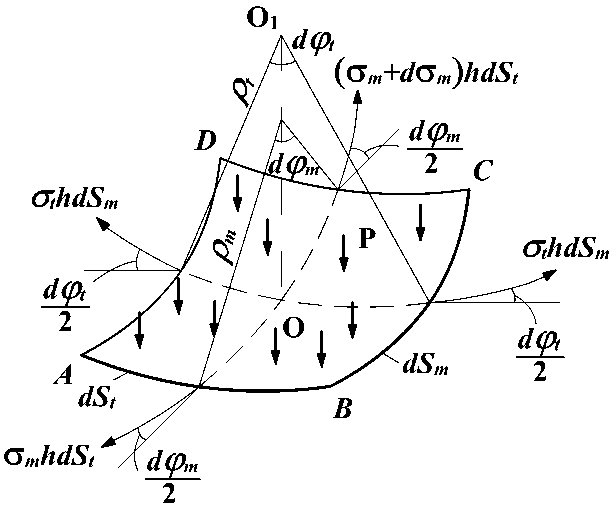 O₁
dφₜ
(σₘ+dσₘ)hdSₜ
ρₜ
dφₘ
2
D
dφₘ
C
σₜhdSₘ
ρₘ
P
σₜhdSₘ
dφₜ
2
O
dφₜ
2
A
dSₜ
B
dSₘ
σₘhdSₜ
dφₘ
2